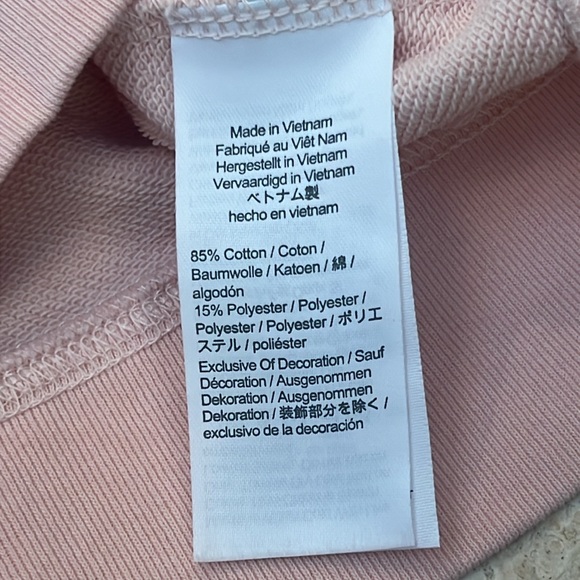 Made in Vietnam
Fabriqué au Viêt Nam
Hergestellt in Vietnam
Vervaardigd in Vietnam
ベトナム製
hecho en vietnam
85% Cotton / Coton /
Baumwolle / Katoen / 綿 /
algodón
15% Polyester / Polyester /
Polyester / Polyester / ポリエ
ステル / poliéster
Exclusive Of Decoration / Sauf
Décoration / Ausgenommen
Dekoration / Ausgenommen
Dekoration / 装飾部分を除く /
exclusivo de la decoración